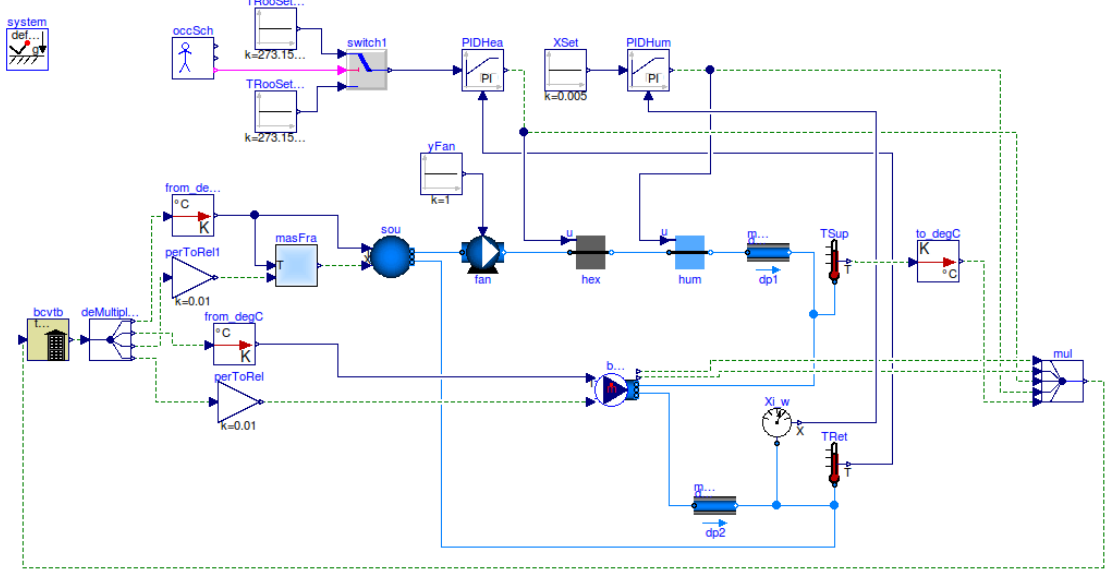 system
def...
g
occSch
TRooSet...
k=273.15...
TRooSet...
k=273.15...
switch1
PIDHea
PI
XSet
k=0.005
PIDHum
PI
yFan
k=1
from_de...
°C
K
perToRel1
k=0.01
masFra
T
sou
X
fan
u
hex
u
hum
m...
dp1
TSup
T
to_degC
K
°C
bcvtb
t...
deMultipl...
from_degC
°C
K
perToRel
k=0.01
b...
T
mul
Xi_w
X
TRet
T
m...
dp2